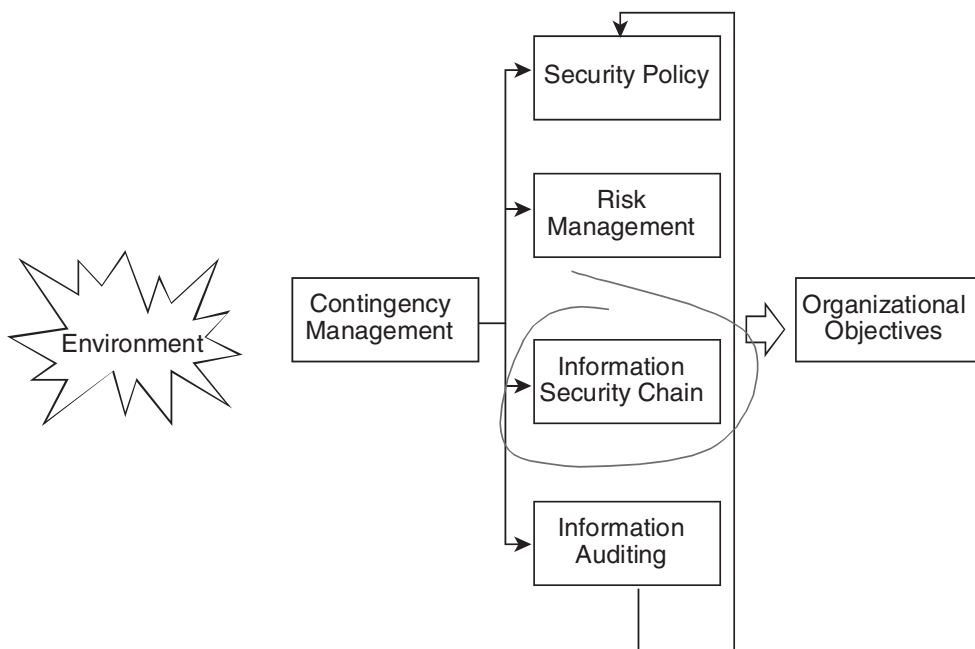 Security Policy
Risk
Management
Environment
Contingency
Management
Organizational
Objectives
Information
Security Chain
Information
Auditing